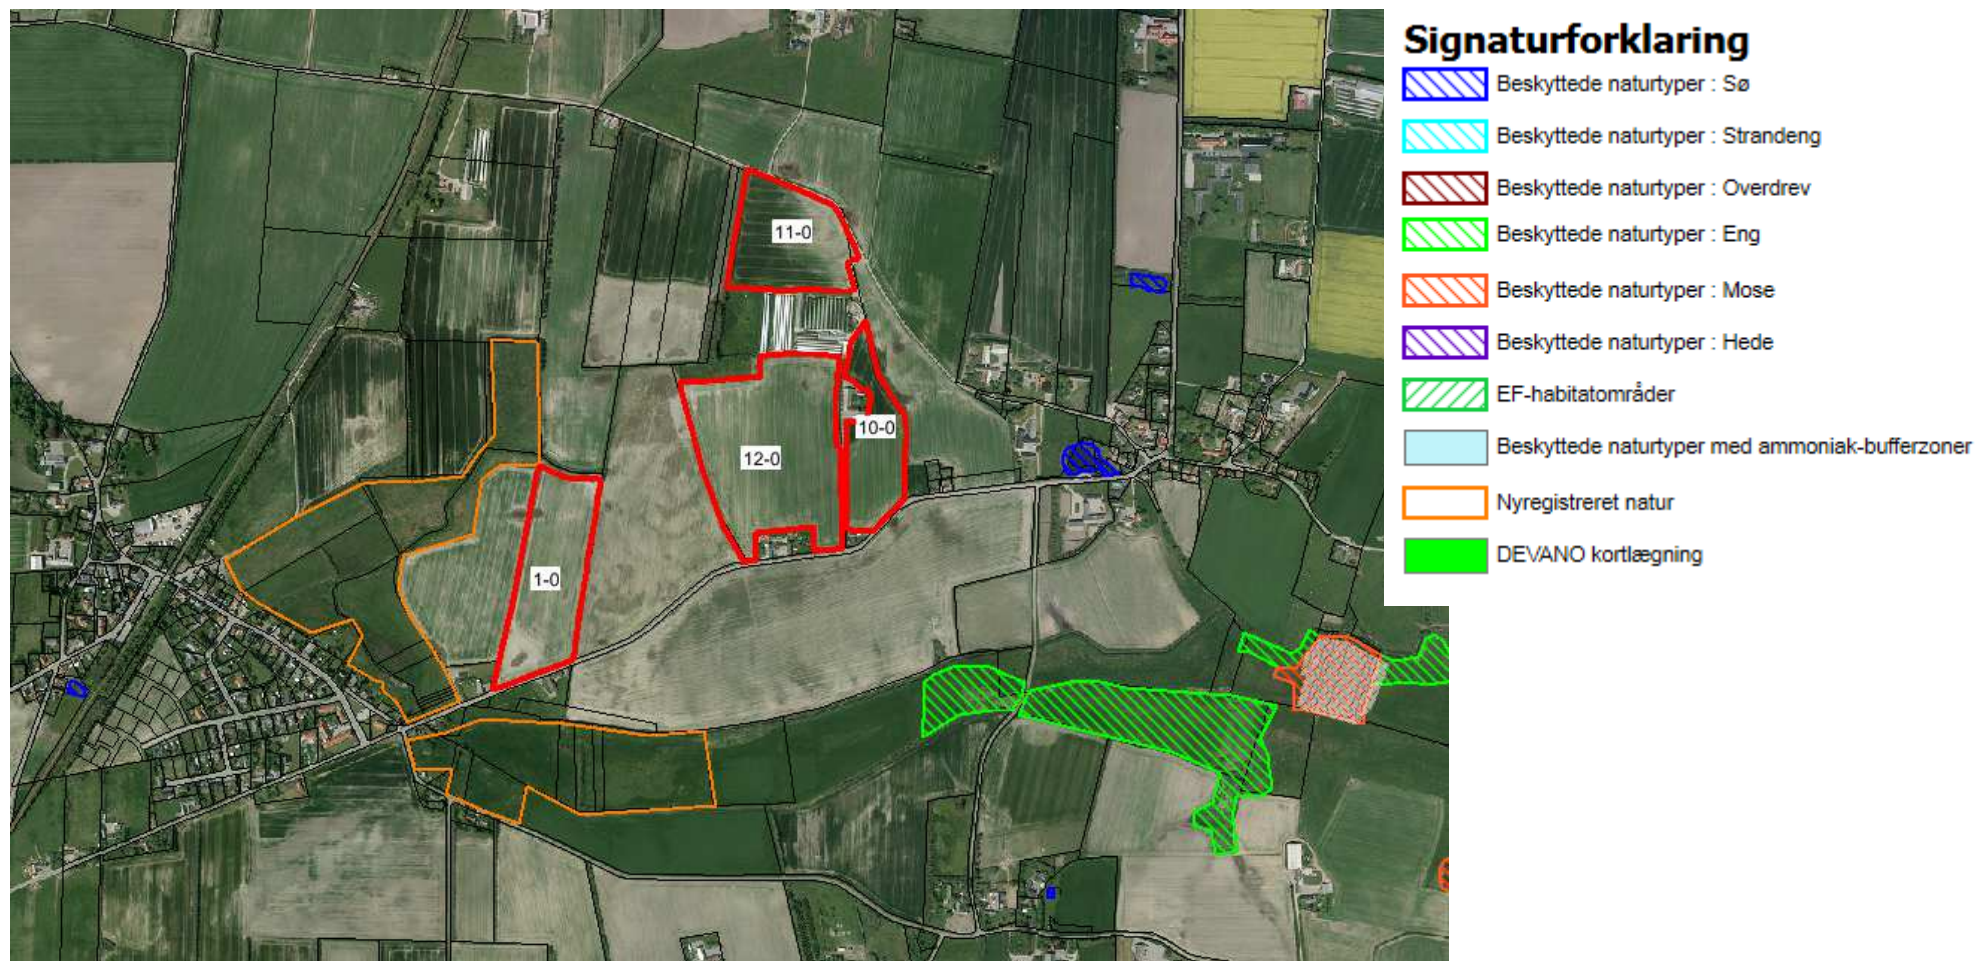 Signaturforklaring
Beskyttede naturtyper : Sø
Beskyttede naturtyper : Strandeng
Beskyttede naturtyper : Overdrev
Beskyttede naturtyper : Eng
Beskyttede naturtyper : Mose
Beskyttede naturtyper : Hede
EF-habitatområder
Beskyttede naturtyper med ammoniak-bufferzoner
Nyregistreret natur
DEVANO kortlægning
11-0
10-0
12-0
1-0